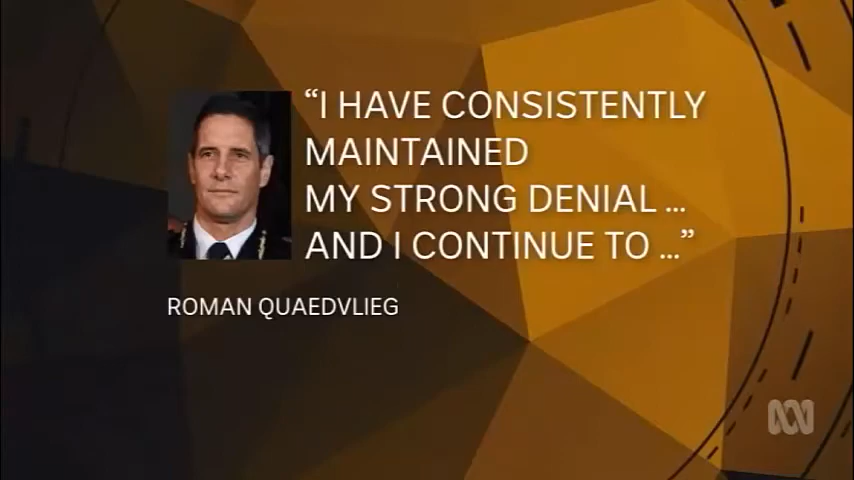 “I HAVE CONSISTENTLY
MAINTAINED
MY STRONG DENIAL ...
AND I CONTINUE TO ...”
ROMAN QUAEDVLIEG